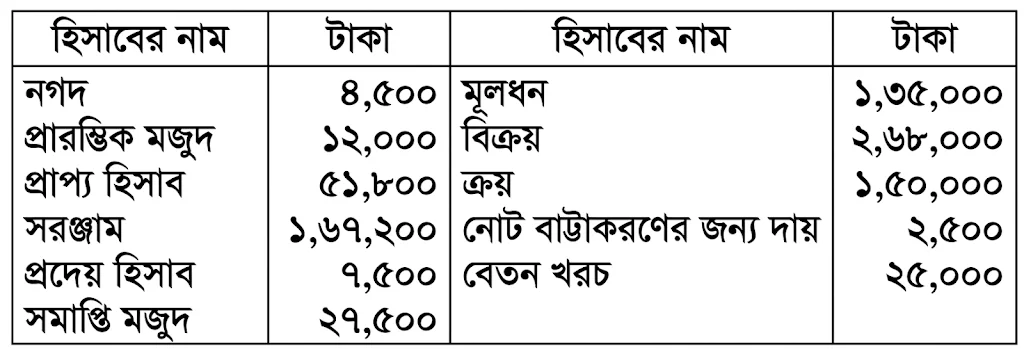 হিসাবের নাম টাকা হিসাবের নাম টাকা
নগদ ৪,৫০০ মূলধন ১,৩৫,০০০
প্রারম্ভিক মজুদ ১২,০০০ বিক্রয় ২,৬৮,০০০
প্রাপ্য হিসাব ৫১,৮০০ ক্রয় ১,৫০,০০০
সরঞ্জাম ১,৬৭,২০০ নোট বাট্টাকরণের জন্য দায় ২,৫০০
প্রদেয় হিসাব ৭,৫০০ বেতন খরচ ২৫,০০০
সমাপ্তি মজুদ ২৭,৫০০